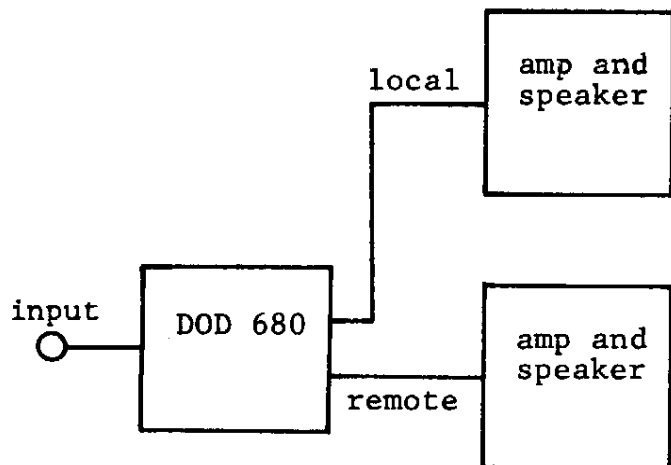 amp and
speaker
local
input
DOD 680
amp and
speaker
remote